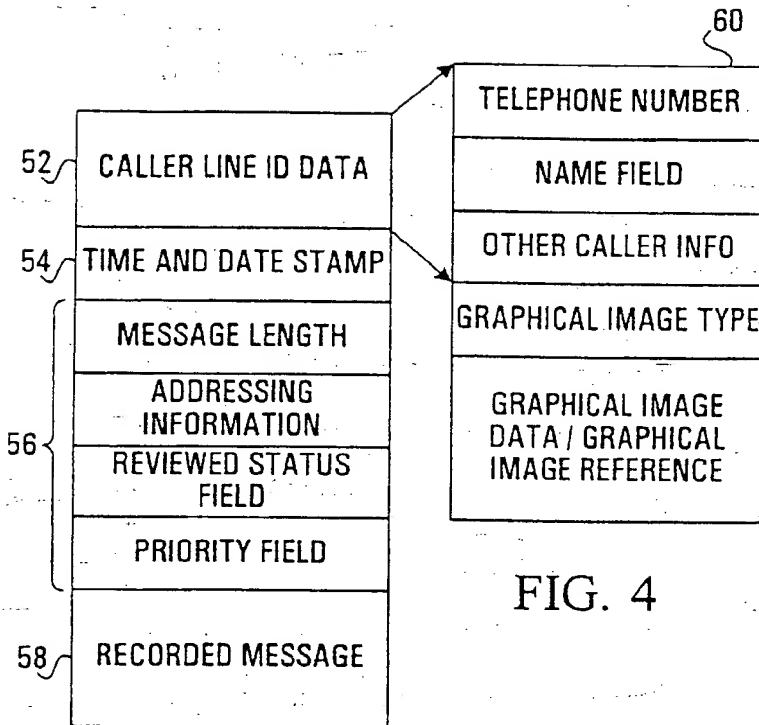 60
TELEPHONE NUMBER
NAME FIELD
OTHER CALLER INFO
GRAPHICAL IMAGE TYPE
GRAPHICAL IMAGE
DATA / GRAPHICAL
IMAGE REFERENCE
52
CALLER LINE ID DATA
54
TIME AND DATE STAMP
56
MESSAGE LENGTH
ADDRESSING
INFORMATION
REVIEWED STATUS
FIELD
PRIORITY FIELD
58
RECORDED MESSAGE
FIG. 4